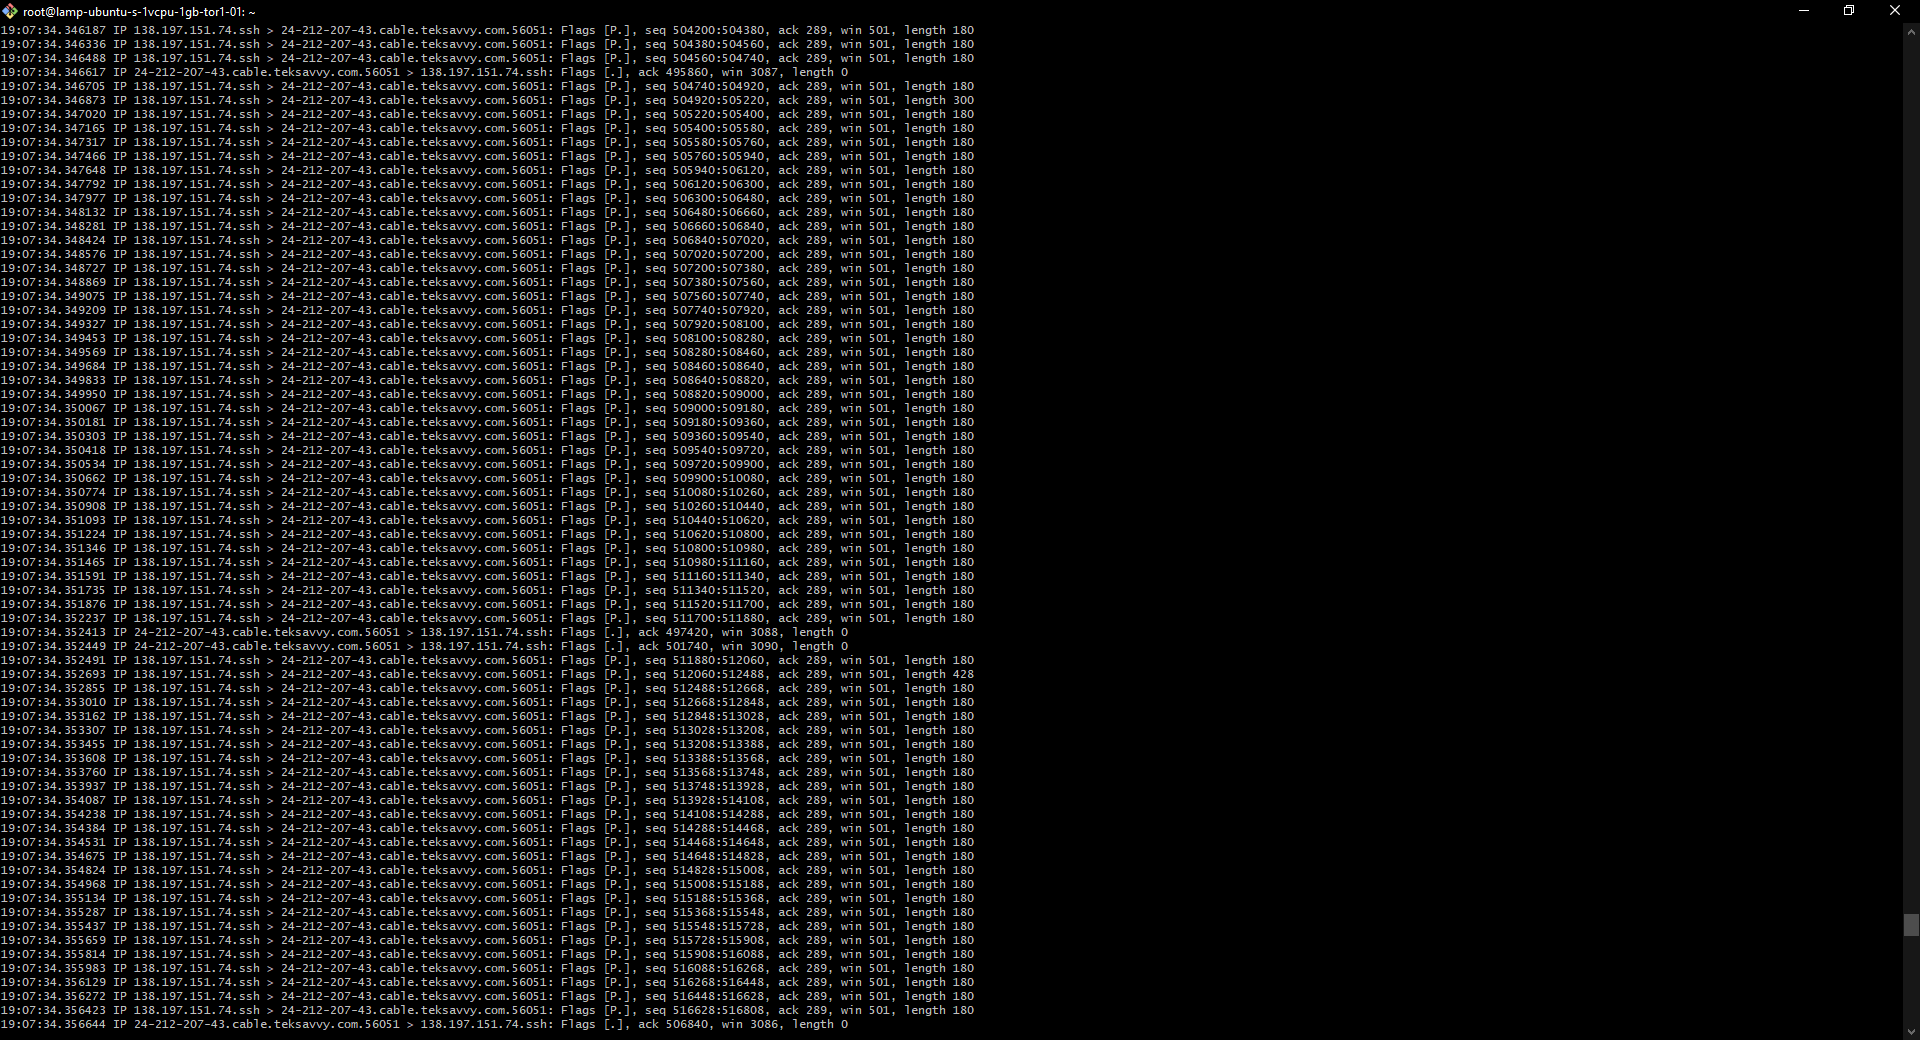 root@lamp-ubuntu-s-1vcpu-1gb-tor1-01: ~
19:07:34.346187 IP 138.197.151.74.ssh > 24-212-207-43.cable.teksavvy.com.56051: Flags [P.], seq 504200:504380, ack 289, win 501, length 180
19:07:34.346336 IP 138.197.151.74.ssh > 24-212-207-43.cable.teksavvy.com.56051: Flags [P.], seq 504380:504560, ack 289, win 501, length 180
19:07:34.346488 IP 138.197.151.74.ssh > 24-212-207-43.cable.teksavvy.com.56051: Flags [P.], seq 504560:504740, ack 289, win 501, length 180
19:07:34.346617 IP 24-212-207-43.cable.teksavvy.com.56051 > 138.197.151.74.ssh: Flags [.], ack 495860, win 3087, length 0
19:07:34.346705 IP 138.197.151.74.ssh > 24-212-207-43.cable.teksavvy.com.56051: Flags [P.], seq 504740:504920, ack 289, win 501, length 180
19:07:34.346873 IP 138.197.151.74.ssh > 24-212-207-43.cable.teksavvy.com.56051: Flags [P.], seq 504920:505220, ack 289, win 501, length 300
19:07:34.347020 IP 138.197.151.74.ssh > 24-212-207-43.cable.teksavvy.com.56051: Flags [P.], seq 505220:505400, ack 289, win 501, length 180
19:07:34.347165 IP 138.197.151.74.ssh > 24-212-207-43.cable.teksavvy.com.56051: Flags [P.], seq 505400:505580, ack 289, win 501, length 180
19:07:34.347317 IP 138.197.151.74.ssh > 24-212-207-43.cable.teksavvy.com.56051: Flags [P.], seq 505580:505760, ack 289, win 501, length 180
19:07:34.347466 IP 138.197.151.74.ssh > 24-212-207-43.cable.teksavvy.com.56051: Flags [P.], seq 505760:505940, ack 289, win 501, length 180
19:07:34.347648 IP 138.197.151.74.ssh > 24-212-207-43.cable.teksavvy.com.56051: Flags [P.], seq 505940:506120, ack 289, win 501, length 180
19:07:34.347792 IP 138.197.151.74.ssh > 24-212-207-43.cable.teksavvy.com.56051: Flags [P.], seq 506120:506300, ack 289, win 501, length 180
19:07:34.347977 IP 138.197.151.74.ssh > 24-212-207-43.cable.teksavvy.com.56051: Flags [P.], seq 506300:506480, ack 289, win 501, length 180
19:07:34.348132 IP 138.197.151.74.ssh > 24-212-207-43.cable.teksavvy.com.56051: Flags [P.], seq 506480:506660, ack 289, win 501, length 180
19:07:34.348281 IP 138.197.151.74.ssh > 24-212-207-43.cable.teksavvy.com.56051: Flags [P.], seq 506660:506840, ack 289, win 501, length 180
19:07:34.348424 IP 138.197.151.74.ssh > 24-212-207-43.cable.teksavvy.com.56051: Flags [P.], seq 506840:507020, ack 289, win 501, length 180
19:07:34.348576 IP 138.197.151.74.ssh > 24-212-207-43.cable.teksavvy.com.56051: Flags [P.], seq 507020:507200, ack 289, win 501, length 180
19:07:34.348727 IP 138.197.151.74.ssh > 24-212-207-43.cable.teksavvy.com.56051: Flags [P.], seq 507200:507380, ack 289, win 501, length 180
19:07:34.348869 IP 138.197.151.74.ssh > 24-212-207-43.cable.teksavvy.com.56051: Flags [P.], seq 507380:507560, ack 289, win 501, length 180
19:07:34.349075 IP 138.197.151.74.ssh > 24-212-207-43.cable.teksavvy.com.56051: Flags [P.], seq 507560:507740, ack 289, win 501, length 180
19:07:34.349209 IP 138.197.151.74.ssh > 24-212-207-43.cable.teksavvy.com.56051: Flags [P.], seq 507740:507920, ack 289, win 501, length 180
19:07:34.349327 IP 138.197.151.74.ssh > 24-212-207-43.cable.teksavvy.com.56051: Flags [P.], seq 507920:508100, ack 289, win 501, length 180
19:07:34.349453 IP 138.197.151.74.ssh > 24-212-207-43.cable.teksavvy.com.56051: Flags [P.], seq 508100:508280, ack 289, win 501, length 180
19:07:34.349569 IP 138.197.151.74.ssh > 24-212-207-43.cable.teksavvy.com.56051: Flags [P.], seq 508280:508460, ack 289, win 501, length 180
19:07:34.349684 IP 138.197.151.74.ssh > 24-212-207-43.cable.teksavvy.com.56051: Flags [P.], seq 508460:508640, ack 289, win 501, length 180
19:07:34.349833 IP 138.197.151.74.ssh > 24-212-207-43.cable.teksavvy.com.56051: Flags [P.], seq 508640:508820, ack 289, win 501, length 180
19:07:34.349950 IP 138.197.151.74.ssh > 24-212-207-43.cable.teksavvy.com.56051: Flags [P.], seq 508820:509000, ack 289, win 501, length 180
19:07:34.350067 IP 138.197.151.74.ssh > 24-212-207-43.cable.teksavvy.com.56051: Flags [P.], seq 509000:509180, ack 289, win 501, length 180
19:07:34.350181 IP 138.197.151.74.ssh > 24-212-207-43.cable.teksavvy.com.56051: Flags [P.], seq 509180:509360, ack 289, win 501, length 180
19:07:34.350303 IP 138.197.151.74.ssh > 24-212-207-43.cable.teksavvy.com.56051: Flags [P.], seq 509360:509540, ack 289, win 501, length 180
19:07:34.350418 IP 138.197.151.74.ssh > 24-212-207-43.cable.teksavvy.com.56051: Flags [P.], seq 509540:509720, ack 289, win 501, length 180
19:07:34.350534 IP 138.197.151.74.ssh > 24-212-207-43.cable.teksavvy.com.56051: Flags [P.], seq 509720:509900, ack 289, win 501, length 180
19:07:34.350662 IP 138.197.151.74.ssh > 24-212-207-43.cable.teksavvy.com.56051: Flags [P.], seq 509900:510080, ack 289, win 501, length 180
19:07:34.350774 IP 138.197.151.74.ssh > 24-212-207-43.cable.teksavvy.com.56051: Flags [P.], seq 510080:510260, ack 289, win 501, length 180
19:07:34.350908 IP 138.197.151.74.ssh > 24-212-207-43.cable.teksavvy.com.56051: Flags [P.], seq 510260:510440, ack 289, win 501, length 180
19:07:34.351093 IP 138.197.151.74.ssh > 24-212-207-43.cable.teksavvy.com.56051: Flags [P.], seq 510440:510620, ack 289, win 501, length 180
19:07:34.351224 IP 138.197.151.74.ssh > 24-212-207-43.cable.teksavvy.com.56051: Flags [P.], seq 510620:510800, ack 289, win 501, length 180
19:07:34.351346 IP 138.197.151.74.ssh > 24-212-207-43.cable.teksavvy.com.56051: Flags [P.], seq 510800:510980, ack 289, win 501, length 180
19:07:34.351465 IP 138.197.151.74.ssh > 24-212-207-43.cable.teksavvy.com.56051: Flags [P.], seq 510980:511160, ack 289, win 501, length 180
19:07:34.351591 IP 138.197.151.74.ssh > 24-212-207-43.cable.teksavvy.com.56051: Flags [P.], seq 511160:511340, ack 289, win 501, length 180
19:07:34.351735 IP 138.197.151.74.ssh > 24-212-207-43.cable.teksavvy.com.56051: Flags [P.], seq 511340:511520, ack 289, win 501, length 180
19:07:34.351876 IP 138.197.151.74.ssh > 24-212-207-43.cable.teksavvy.com.56051: Flags [P.], seq 511520:511700, ack 289, win 501, length 180
19:07:34.352237 IP 138.197.151.74.ssh > 24-212-207-43.cable.teksavvy.com.56051: Flags [P.], seq 511700:511880, ack 289, win 501, length 180
19:07:34.352413 IP 24-212-207-43.cable.teksavvy.com.56051 > 138.197.151.74.ssh: Flags [.], ack 497420, win 3088, length 0
19:07:34.352449 IP 24-212-207-43.cable.teksavvy.com.56051 > 138.197.151.74.ssh: Flags [.], ack 501740, win 3090, length 0
19:07:34.352491 IP 138.197.151.74.ssh > 24-212-207-43.cable.teksavvy.com.56051: Flags [P.], seq 511880:512060, ack 289, win 501, length 180
19:07:34.352693 IP 138.197.151.74.ssh > 24-212-207-43.cable.teksavvy.com.56051: Flags [P.], seq 512060:512488, ack 289, win 501, length 428
19:07:34.352855 IP 138.197.151.74.ssh > 24-212-207-43.cable.teksavvy.com.56051: Flags [P.], seq 512488:512668, ack 289, win 501, length 180
19:07:34.353010 IP 138.197.151.74.ssh > 24-212-207-43.cable.teksavvy.com.56051: Flags [P.], seq 512668:512848, ack 289, win 501, length 180
19:07:34.353162 IP 138.197.151.74.ssh > 24-212-207-43.cable.teksavvy.com.56051: Flags [P.], seq 512848:513028, ack 289, win 501, length 180
19:07:34.353307 IP 138.197.151.74.ssh > 24-212-207-43.cable.teksavvy.com.56051: Flags [P.], seq 513028:513208, ack 289, win 501, length 180
19:07:34.353455 IP 138.197.151.74.ssh > 24-212-207-43.cable.teksavvy.com.56051: Flags [P.], seq 513208:513388, ack 289, win 501, length 180
19:07:34.353608 IP 138.197.151.74.ssh > 24-212-207-43.cable.teksavvy.com.56051: Flags [P.], seq 513388:513568, ack 289, win 501, length 180
19:07:34.353760 IP 138.197.151.74.ssh > 24-212-207-43.cable.teksavvy.com.56051: Flags [P.], seq 513568:513748, ack 289, win 501, length 180
19:07:34.353937 IP 138.197.151.74.ssh > 24-212-207-43.cable.teksavvy.com.56051: Flags [P.], seq 513748:513928, ack 289, win 501, length 180
19:07:34.354087 IP 138.197.151.74.ssh > 24-212-207-43.cable.teksavvy.com.56051: Flags [P.], seq 513928:514108, ack 289, win 501, length 180
19:07:34.354238 IP 138.197.151.74.ssh > 24-212-207-43.cable.teksavvy.com.56051: Flags [P.], seq 514108:514288, ack 289, win 501, length 180
19:07:34.354384 IP 138.197.151.74.ssh > 24-212-207-43.cable.teksavvy.com.56051: Flags [P.], seq 514288:514468, ack 289, win 501, length 180
19:07:34.354531 IP 138.197.151.74.ssh > 24-212-207-43.cable.teksavvy.com.56051: Flags [P.], seq 514468:514648, ack 289, win 501, length 180
19:07:34.354675 IP 138.197.151.74.ssh > 24-212-207-43.cable.teksavvy.com.56051: Flags [P.], seq 514648:514828, ack 289, win 501, length 180
19:07:34.354824 IP 138.197.151.74.ssh > 24-212-207-43.cable.teksavvy.com.56051: Flags [P.], seq 514828:515008, ack 289, win 501, length 180
19:07:34.354968 IP 138.197.151.74.ssh > 24-212-207-43.cable.teksavvy.com.56051: Flags [P.], seq 515008:515188, ack 289, win 501, length 180
19:07:34.355134 IP 138.197.151.74.ssh > 24-212-207-43.cable.teksavvy.com.56051: Flags [P.], seq 515188:515368, ack 289, win 501, length 180
19:07:34.355287 IP 138.197.151.74.ssh > 24-212-207-43.cable.teksavvy.com.56051: Flags [P.], seq 515368:515548, ack 289, win 501, length 180
19:07:34.355437 IP 138.197.151.74.ssh > 24-212-207-43.cable.teksavvy.com.56051: Flags [P.], seq 515548:515728, ack 289, win 501, length 180
19:07:34.355659 IP 138.197.151.74.ssh > 24-212-207-43.cable.teksavvy.com.56051: Flags [P.], seq 515728:515908, ack 289, win 501, length 180
19:07:34.355814 IP 138.197.151.74.ssh > 24-212-207-43.cable.teksavvy.com.56051: Flags [P.], seq 515908:516088, ack 289, win 501, length 180
19:07:34.355983 IP 138.197.151.74.ssh > 24-212-207-43.cable.teksavvy.com.56051: Flags [P.], seq 516088:516268, ack 289, win 501, length 180
19:07:34.356129 IP 138.197.151.74.ssh > 24-212-207-43.cable.teksavvy.com.56051: Flags [P.], seq 516268:516448, ack 289, win 501, length 180
19:07:34.356272 IP 138.197.151.74.ssh > 24-212-207-43.cable.teksavvy.com.56051: Flags [P.], seq 516448:516628, ack 289, win 501, length 180
19:07:34.356423 IP 138.197.151.74.ssh > 24-212-207-43.cable.teksavvy.com.56051: Flags [P.], seq 516628:516808, ack 289, win 501, length 180
19:07:34.356644 IP 24-212-207-43.cable.teksavvy.com.56051 > 138.197.151.74.ssh: Flags [.], ack 506840, win 3086, length 0